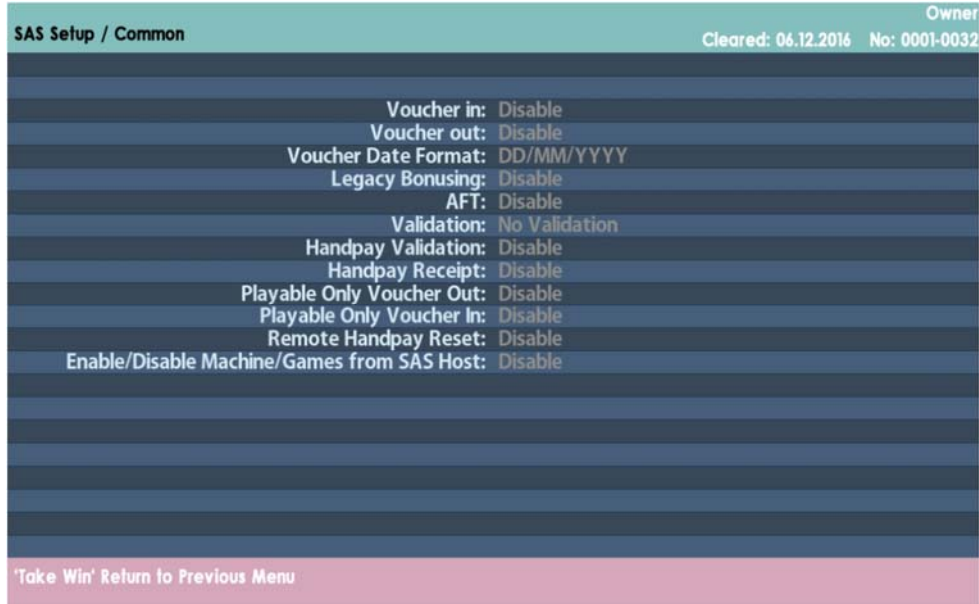 Owner
SAS Setup / Common
Cleared: 06.12.2016 No: 0001-0032
Voucher in: Disable
Voucher out: Disable
Voucher Date Format: DD/MM/YYYY
Legacy Bonusing: Disable
AFT: Disable
Validation: No Validation
Handpay Validation: Disable
Handpay Receipt: Disable
Playable Only Voucher Out: Disable
Playable Only Voucher In: Disable
Remote Handpay Reset: Disable
Enable/Disable Machine/Games from SAS Host: Disable
'Take Win' Return to Previous Menu